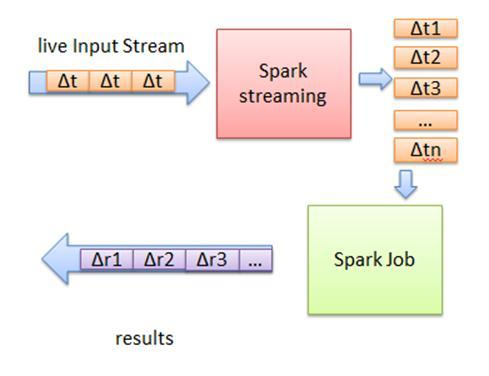 live Input Stream
Δt Δt Δt
Spark
streaming
Δt1
Δt2
Δt3
...
Δtn
Spark Job
Δr1 Δr2 Δr3 ...
results